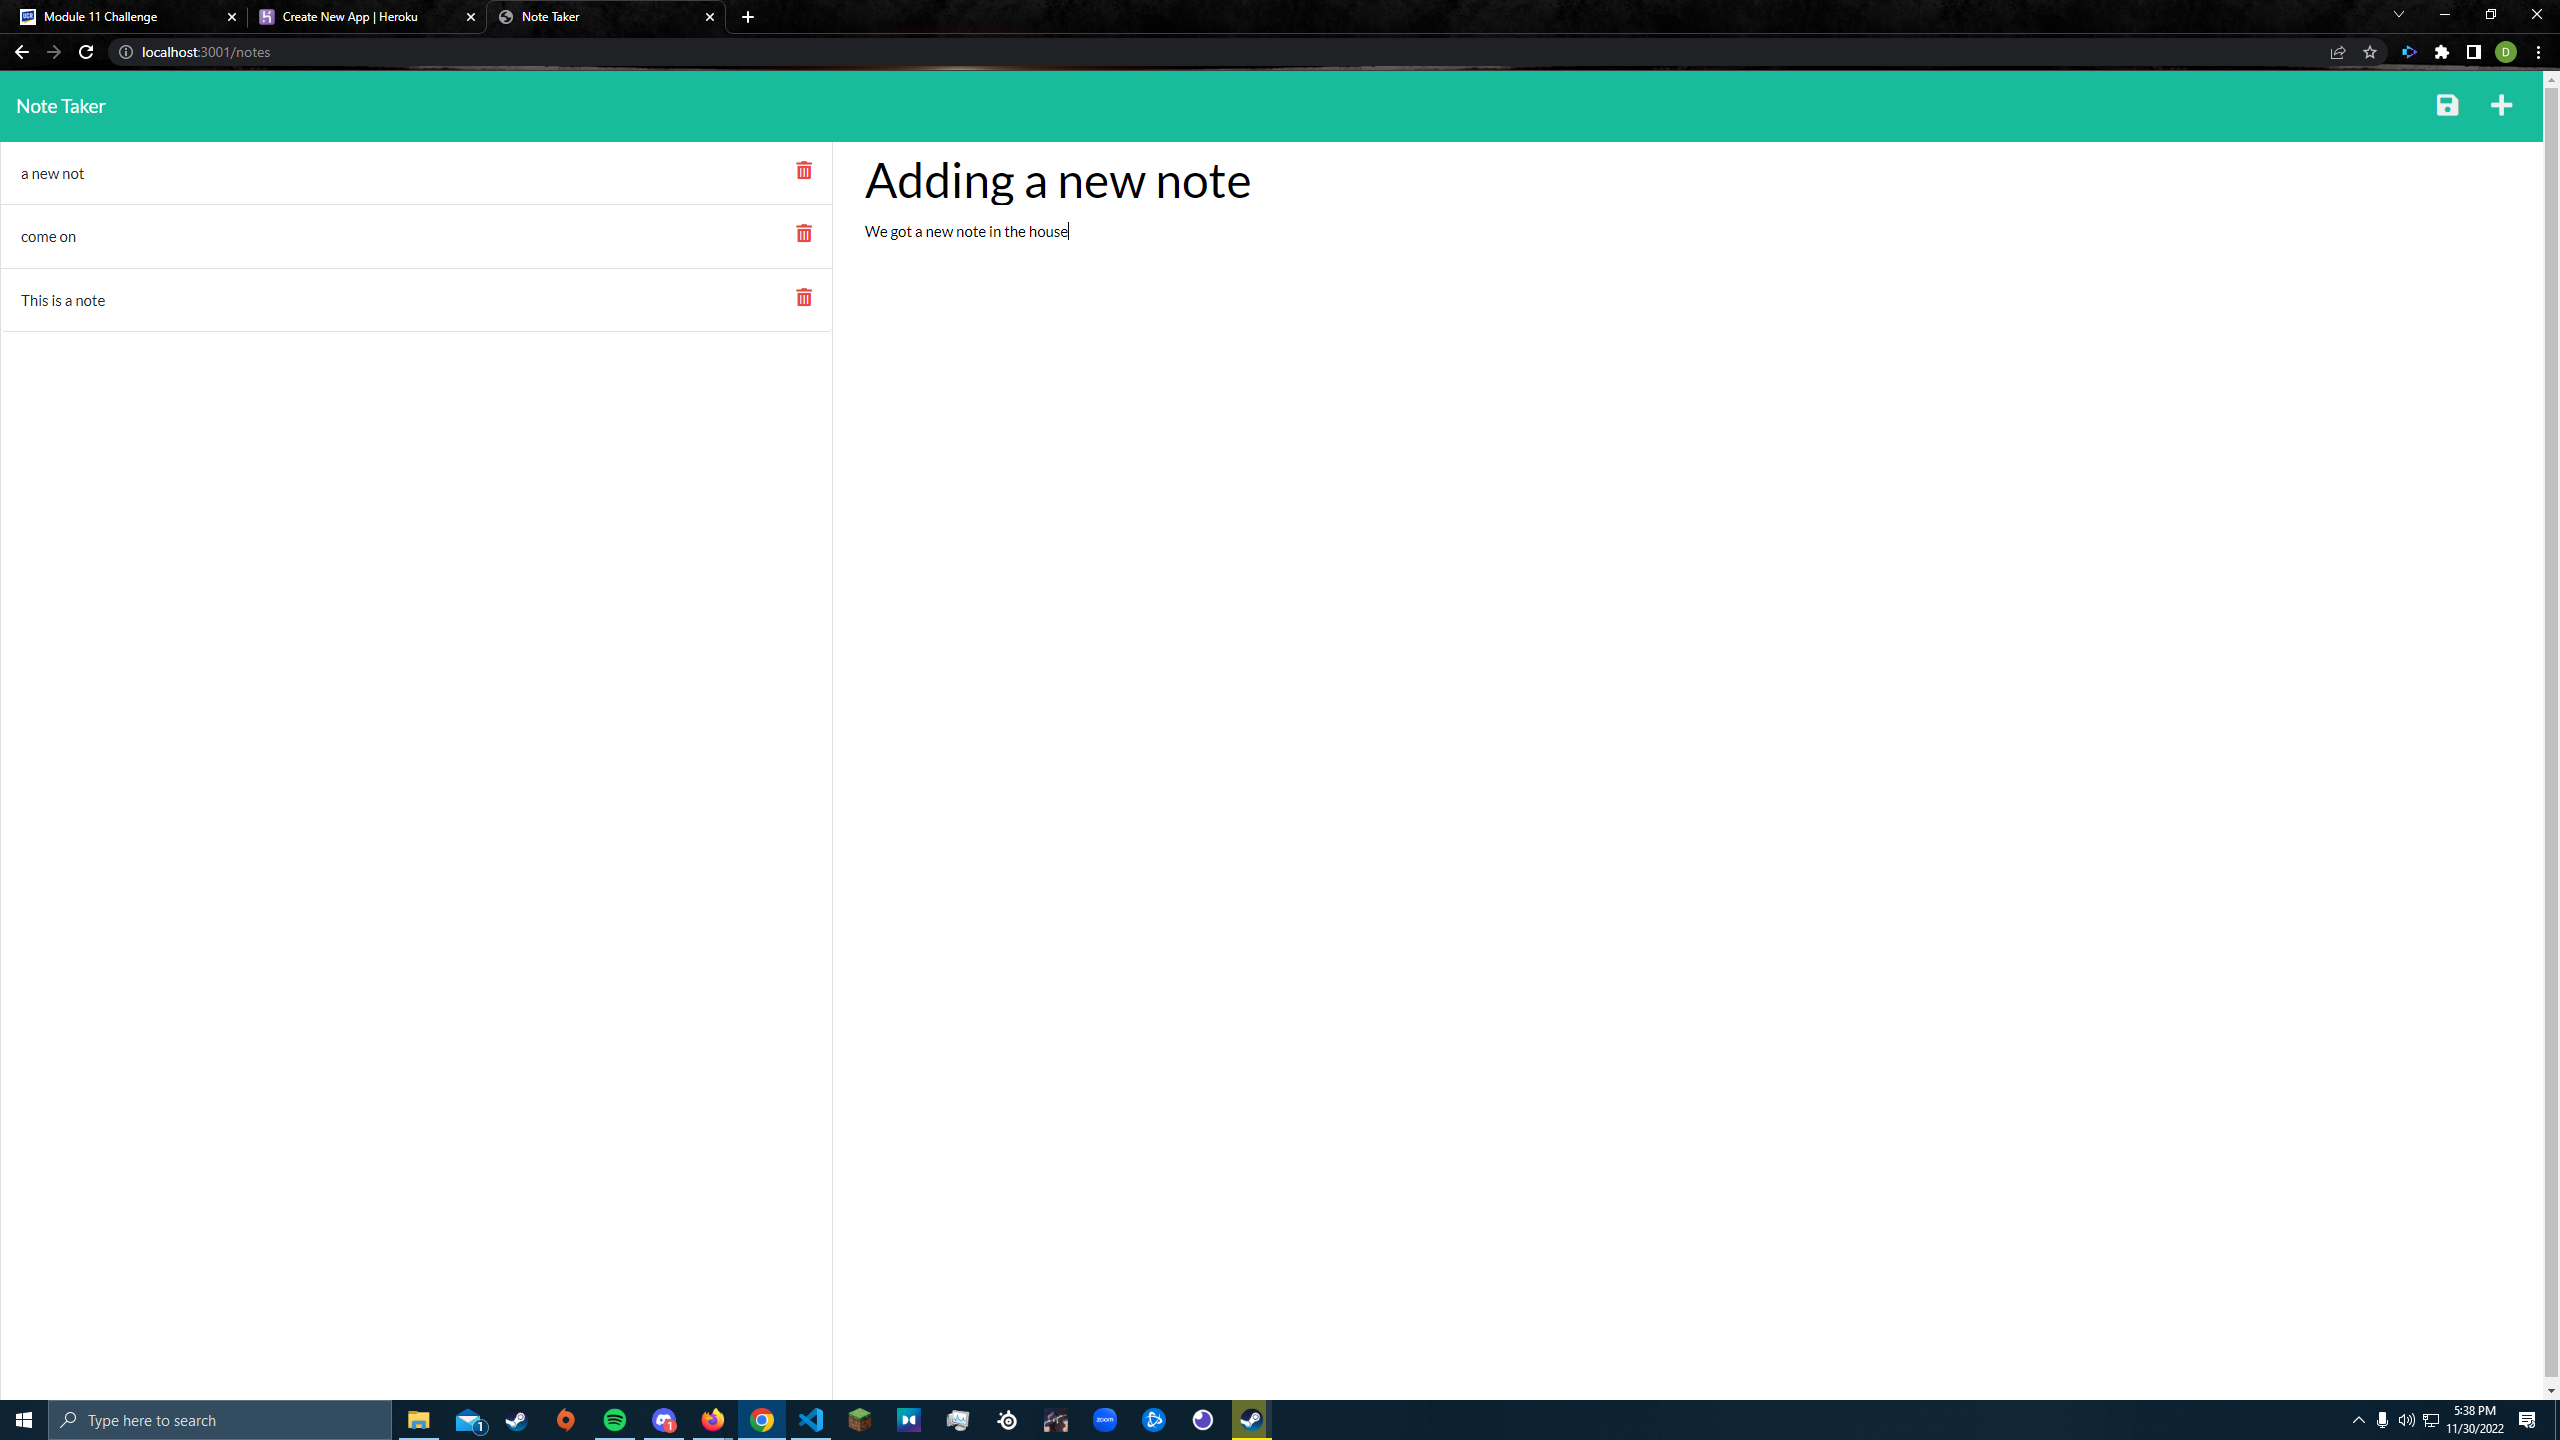 Module 11 Challenge
Create New App | Heroku
Note Taker
localhost:3001/notes
D
Note Taker
a new not
come on
This is a note
Adding a new note
We got a new note in the house
Type here to search
1
1
zoom
5:38 PM
11/30/2022